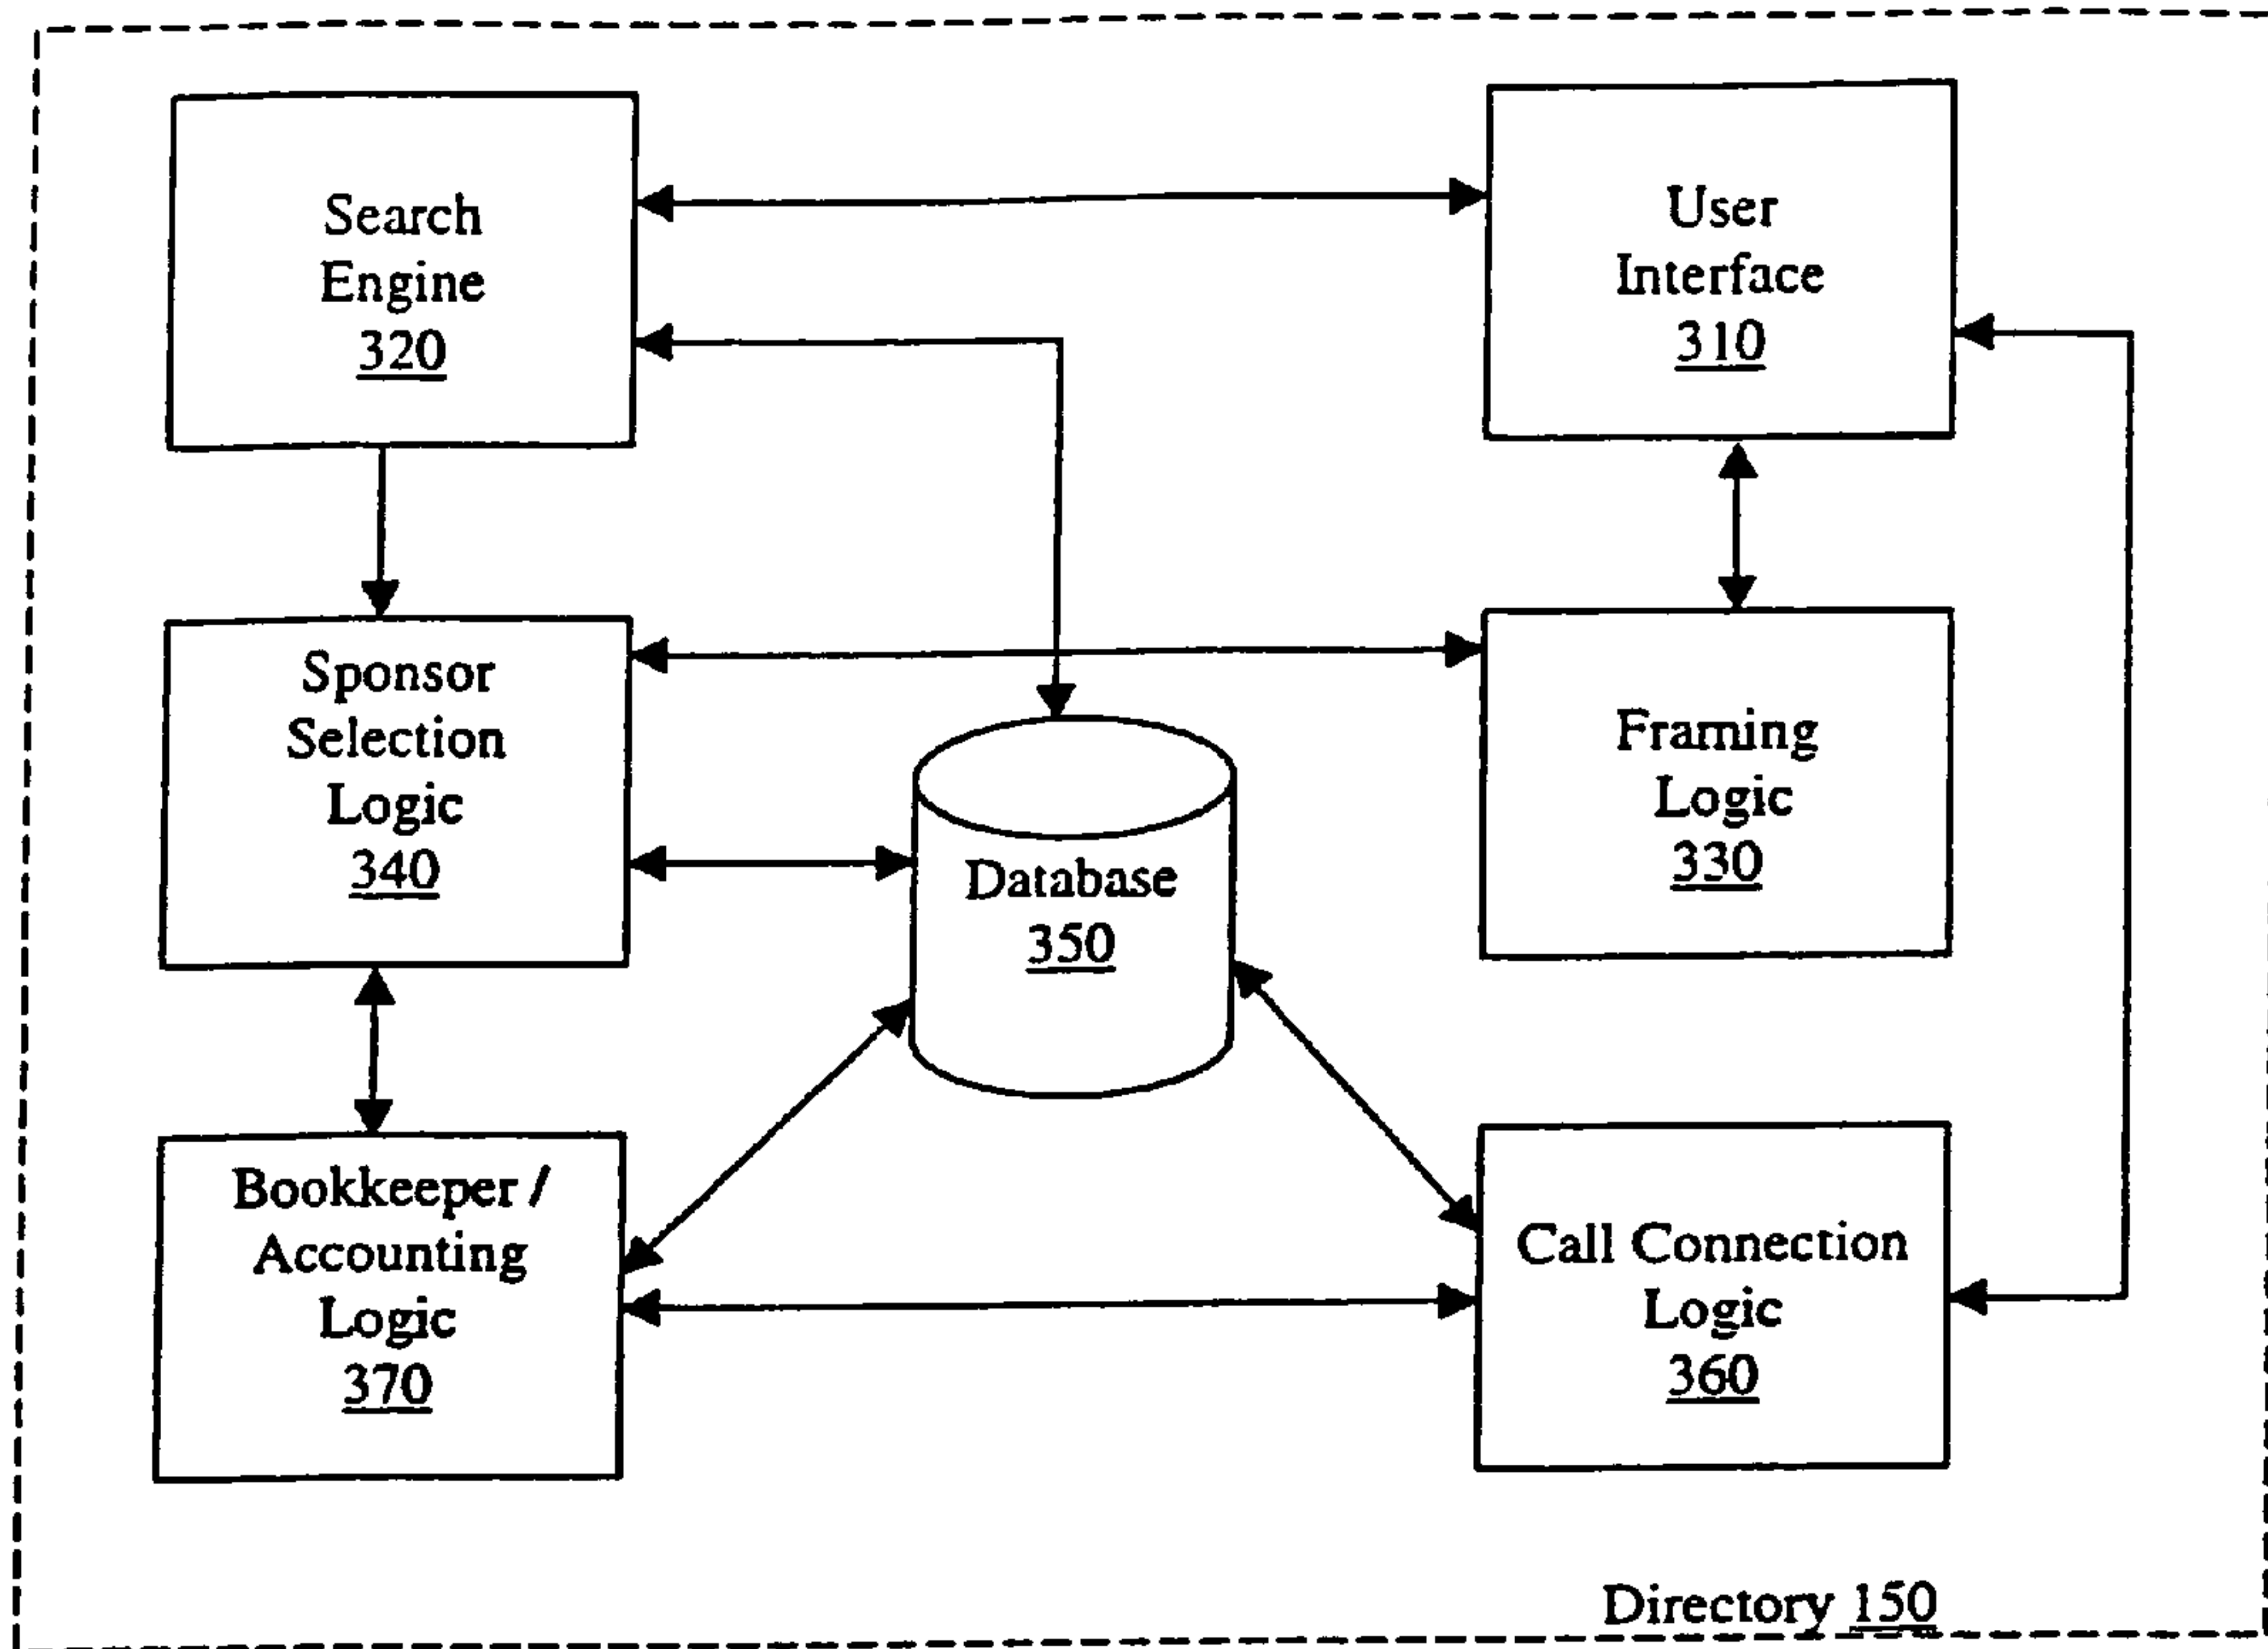 Search
Engine
320
User
Interface
310
Sponsor
Selection
Logic
340
Database
350
Framing
Logic
330
Bookkeeper /
Accounting
Logic
370
Call Connection
Logic
360
Directory 150